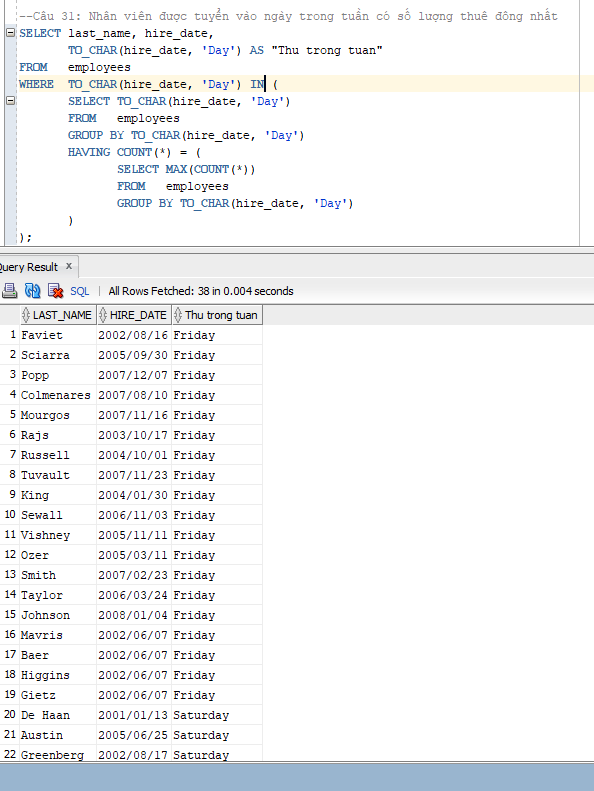 --Câu 31: Nhân viên được tuyển vào ngày trong tuần có số lượng thuê đông nhất
SELECT last_name, hire_date,
TO_CHAR(hire_date, 'Day') AS "Thu trong tuan"
FROM employees
WHERE TO_CHAR(hire_date, 'Day') IN (
SELECT TO_CHAR(hire_date, 'Day')
FROM employees
GROUP BY TO_CHAR(hire_date, 'Day')
HAVING COUNT(*) = (
SELECT MAX(COUNT(*))
FROM employees
GROUP BY TO_CHAR(hire_date, 'Day')
)
);
Query Result x
SQL | All Rows Fetched: 38 in 0.004 seconds
LAST_NAME HIRE_DATE Thu trong tuan
1 Faviet 2002/08/16 Friday
2 Sciarra 2005/09/30 Friday
3 Popp 2007/12/07 Friday
4 Colmenares 2007/08/10 Friday
5 Mourgos 2007/11/16 Friday
6 Rajs 2003/10/17 Friday
7 Russell 2004/10/01 Friday
8 Tuvault 2007/11/23 Friday
9 King 2004/01/30 Friday
10 Sewall 2006/11/03 Friday
11 Vishney 2005/11/11 Friday
12 Ozer 2005/03/11 Friday
13 Smith 2007/02/23 Friday
14 Taylor 2006/03/24 Friday
15 Johnson 2008/01/04 Friday
16 Mavris 2002/06/07 Friday
17 Baer 2002/06/07 Friday
18 Higgins 2002/06/07 Friday
19 Gietz 2002/06/07 Friday
20 De Haan 2001/01/13 Saturday
21 Austin 2005/06/25 Saturday
22 Greenberg 2002/08/17 Saturday